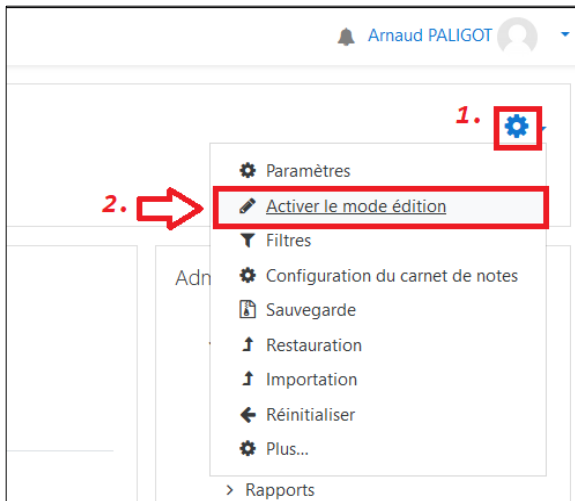 Arnaud PALIGOT
1.
Paramètres
2.
Activer le mode édition
Filtres
Adn
Configuration du carnet de notes
Sauvegarde
Restauration
Importation
Réinitialiser
Plus...
Rapports